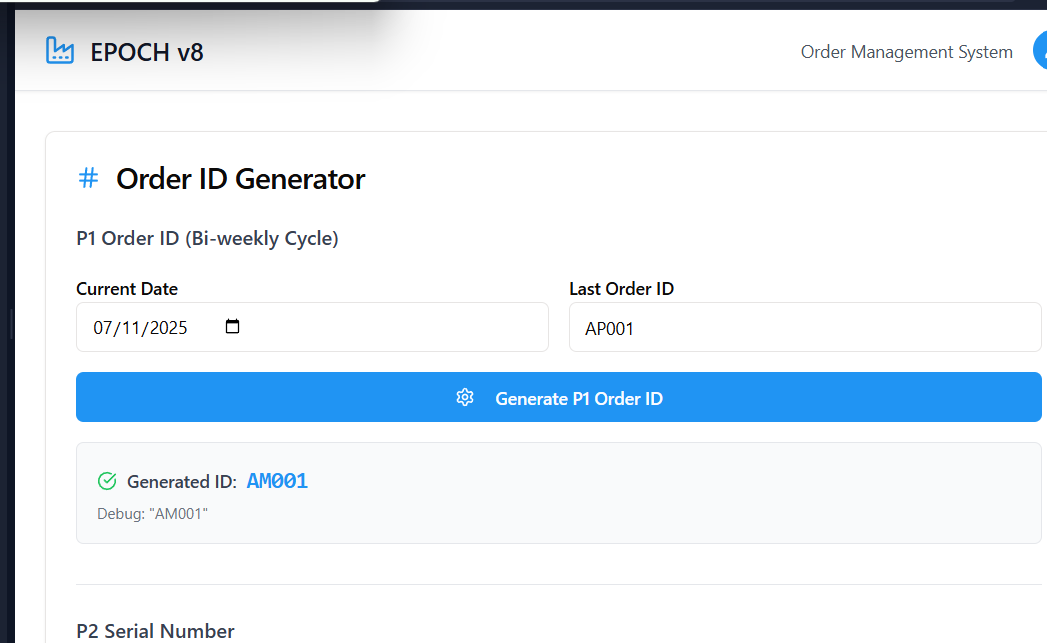 EPOCH v8
Order Management System
# Order ID Generator
P1 Order ID (Bi-weekly Cycle)
Current Date
Last Order ID
07/11/2025
AP001
Generate P1 Order ID
Generated ID: AM001
Debug: "AM001"
P2 Serial Number